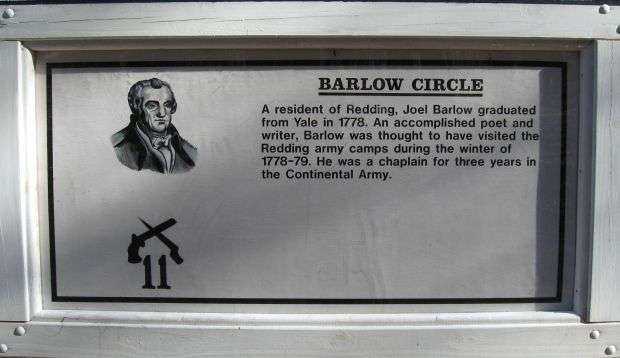 BARLOW CIRCLE
A resident of Redding, Joel Barlow graduated
from Yale in 1778. An accomplished poet and
writer, Barlow was thought to have visited the
Redding army camps during the winter of
1778-79. He was a chaplain for three years in
the Continental Army.
11